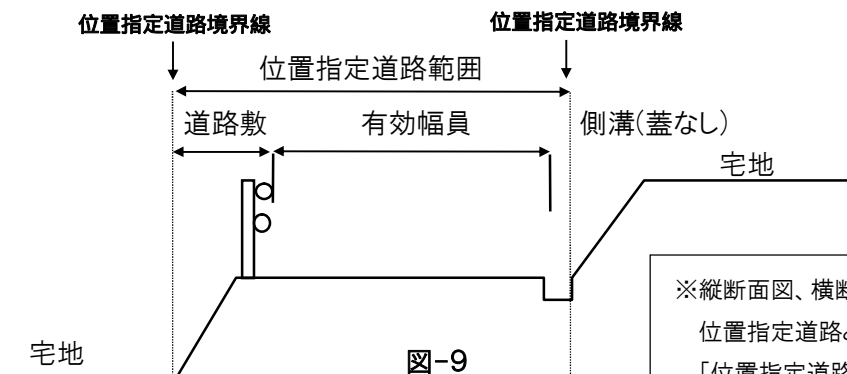 位置指定道路境界線
位置指定道路境界線
位置指定道路範囲
道路敷
有効幅員
側溝(蓋なし)
宅地
宅地
図-9
※縦断面図、横断
位置指定道路
「位置指定道路